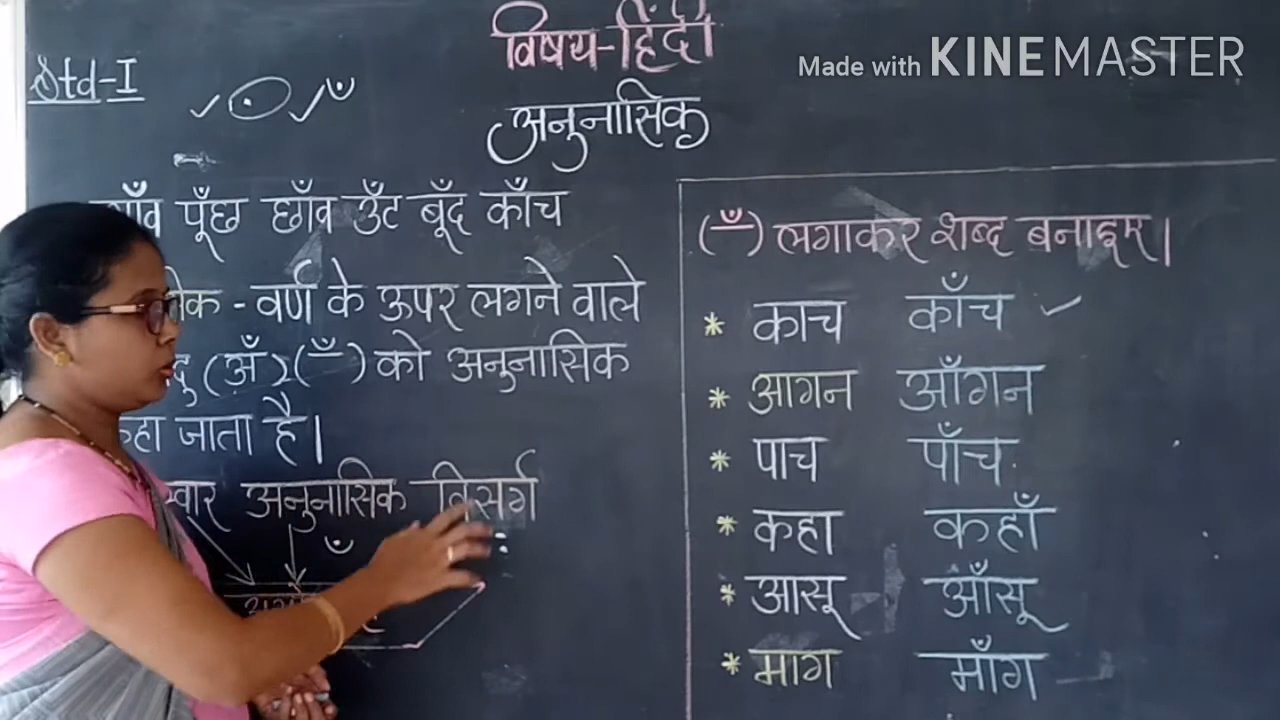 विषय-हिंदी
Made with KINEMASTER
Std-I
अनुनासिक
पूँछ छाँव ऊँट बूँद काँच
- वर्ण के ऊपर लगने वाले
(अँ) (ँ) को अनुनासिक
कहा जाता है।
अनुनासिक विसर्ग
ँ :
(ँ) लगाकर शब्द बनाइए।
* काच काँच ✓
* आगन आँगन
* पाच पाँच
* कहा कहाँ
* आसू आँसू
* माग माँग